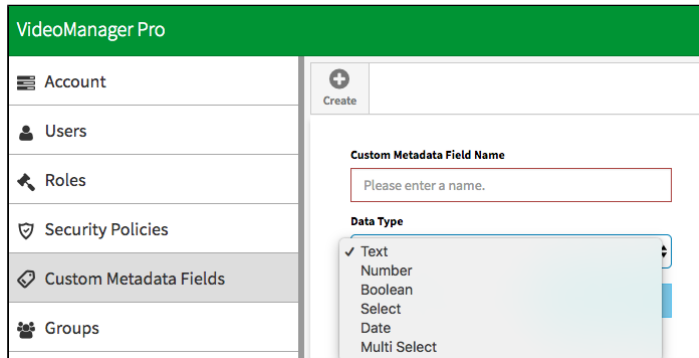 VideoManager Pro
Account
Users
Roles
Security Policies
Custom Metadata Fields
Groups
Create
Custom Metadata Field Name
Please enter a name.
Data Type
✓ Text
Number
Boolean
Select
Date
Multi Select